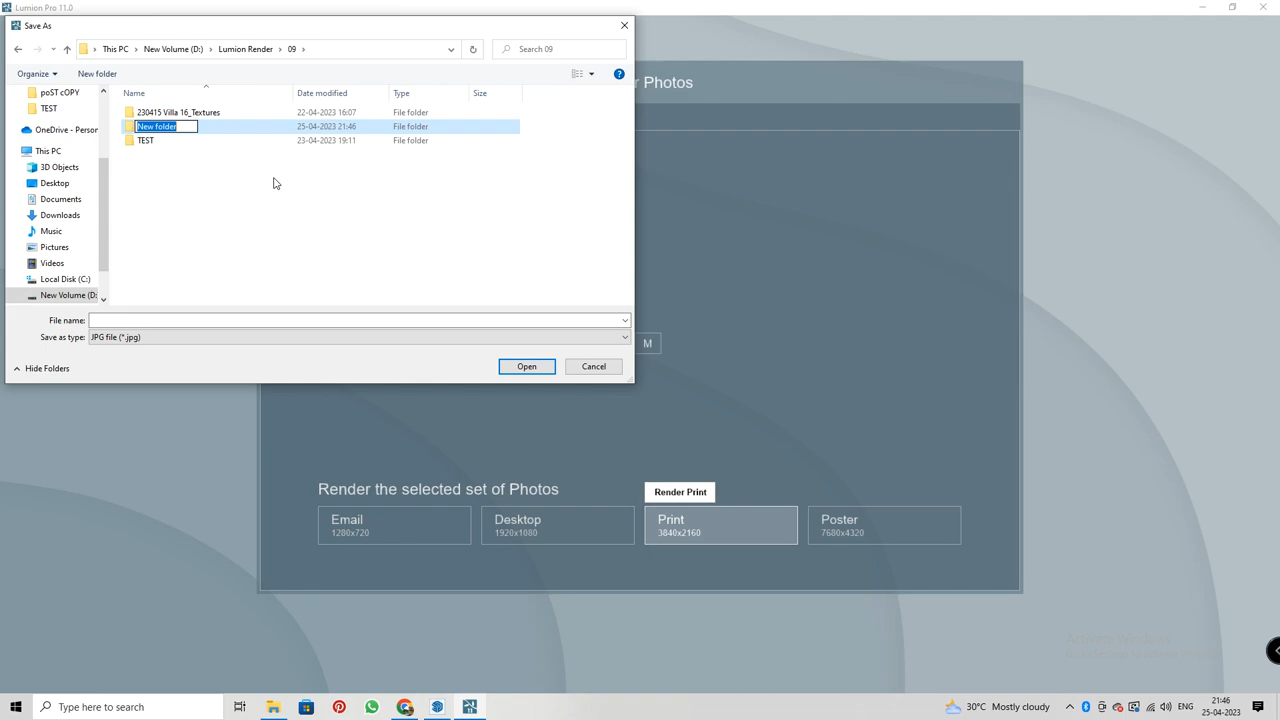 Lumion Pro 11.0
Save As
This PC
New Volume (D:)
Lumion Render
09
Search 09
Organize
New folder
poST cOPY
TEST
OneDrive - Person
This PC
3D Objects
Desktop
Documents
Downloads
Music
Pictures
Videos
Local Disk (C:)
New Volume (D:
Name
Date modified
Type
Size
230415 Villa 16_Textures
22-04-2023 16:07
File folder
New folder
25-04-2023 21:46
File folder
TEST
23-04-2023 19:11
File folder
File name:
Save as type:
JPG file (*.jpg)
Hide Folders
Open
Cancel
r Photos
M
Render the selected set of Photos
Render Print
Email
1280x720
Desktop
1920x1080
Print
3840x2160
Poster
7680x4320
Activate Windows
Type here to search
30°C Mostly cloudy
ENG
21:46
25-04-2023